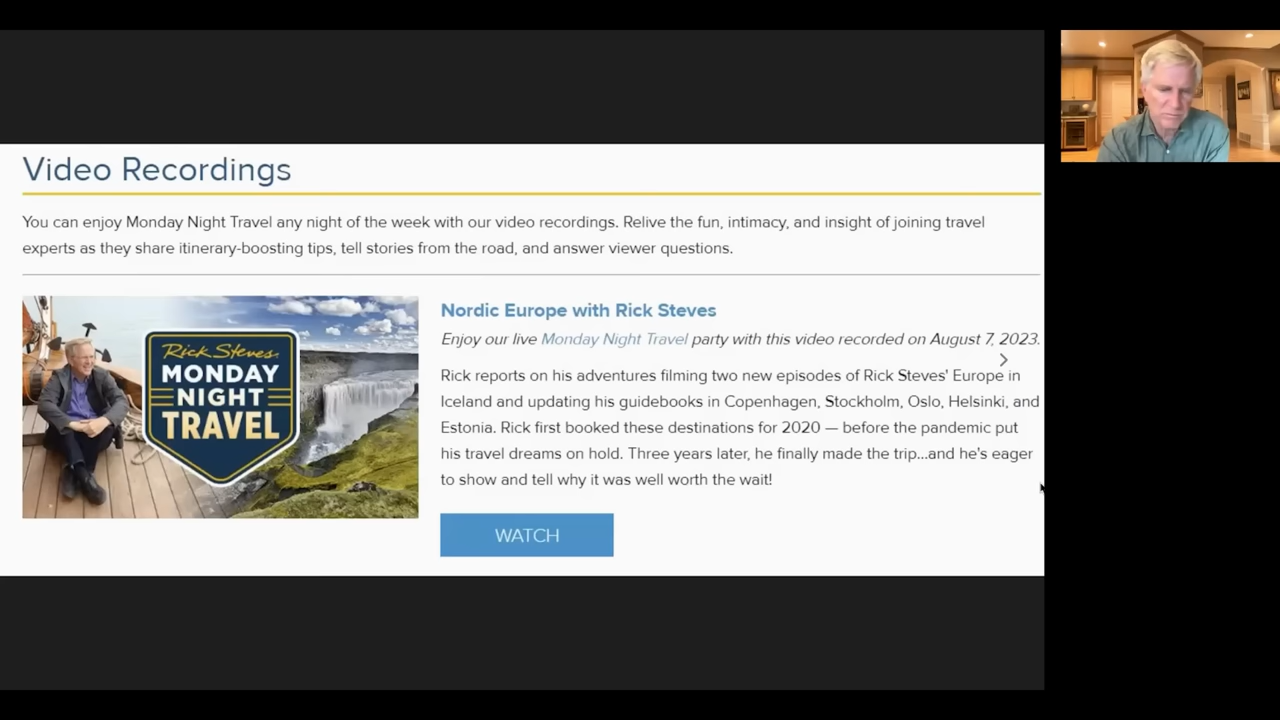 Video Recordings
You can enjoy Monday Night Travel any night of the week with our video recordings. Relive the fun, intimacy, and insight of joining travel
experts as they share itinerary-boosting tips, tell stories from the road, and answer viewer questions.
Rick Steves.
MONDAY
NIGHT
TRAVEL
Nordic Europe with Rick Steves
Enjoy our live Monday Night Travel party with this video recorded on August 7, 2023.
Rick reports on his adventures filming two new episodes of Rick Steves' Europe in
Iceland and updating his guidebooks in Copenhagen, Stockholm, Oslo, Helsinki, and
Estonia. Rick first booked these destinations for 2020 — before the pandemic put
his travel dreams on hold. Three years later, he finally made the trip...and he's eager
to show and tell why it was well worth the wait!
WATCH